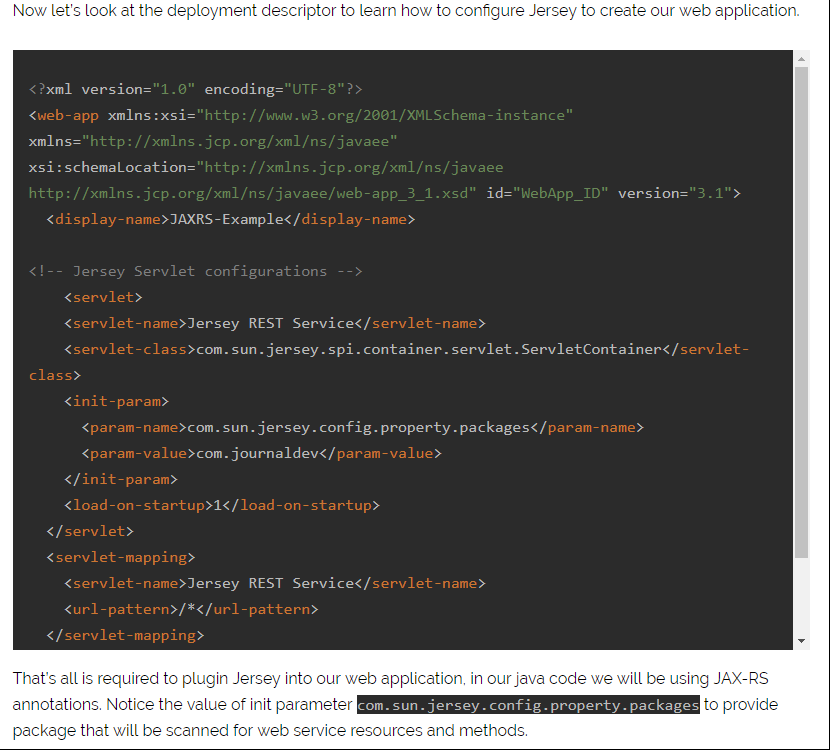 Now let's look at the deployment descriptor to learn how to configure Jersey to create our web application.
<?xml version="1.0" encoding="UTF-8"?>
<web-app xmlns:xsi="http://www.w3.org/2001/XMLSchema-instance"
xmlns="http://xmlns.jcp.org/xml/ns/javaee"
xsi:schemaLocation="http://xmlns.jcp.org/xml/ns/javaee
http://xmlns.jcp.org/xml/ns/javaee/web-app_3_1.xsd" id="WebApp_ID" version="3.1">
  <display-name>JAXRS-Example</display-name>
<!-- Jersey Servlet configurations -->
    <servlet>
    <servlet-name>Jersey REST Service</servlet-name>
    <servlet-class>com.sun.jersey.spi.container.servlet.ServletContainer</servlet-
class>
    <init-param>
      <param-name>com.sun.jersey.config.property.packages</param-name>
      <param-value>com.journaldev</param-value>
    </init-param>
    <load-on-startup>1</load-on-startup>
  </servlet>
  <servlet-mapping>
    <servlet-name>Jersey REST Service</servlet-name>
    <url-pattern>/*</url-pattern>
  </servlet-mapping>
That's all is required to plugin Jersey into our web application, in our java code we will be using JAX-RS
annotations. Notice the value of init parameter com.sun.jersey.config.property.packages to provide
package that will be scanned for web service resources and methods.